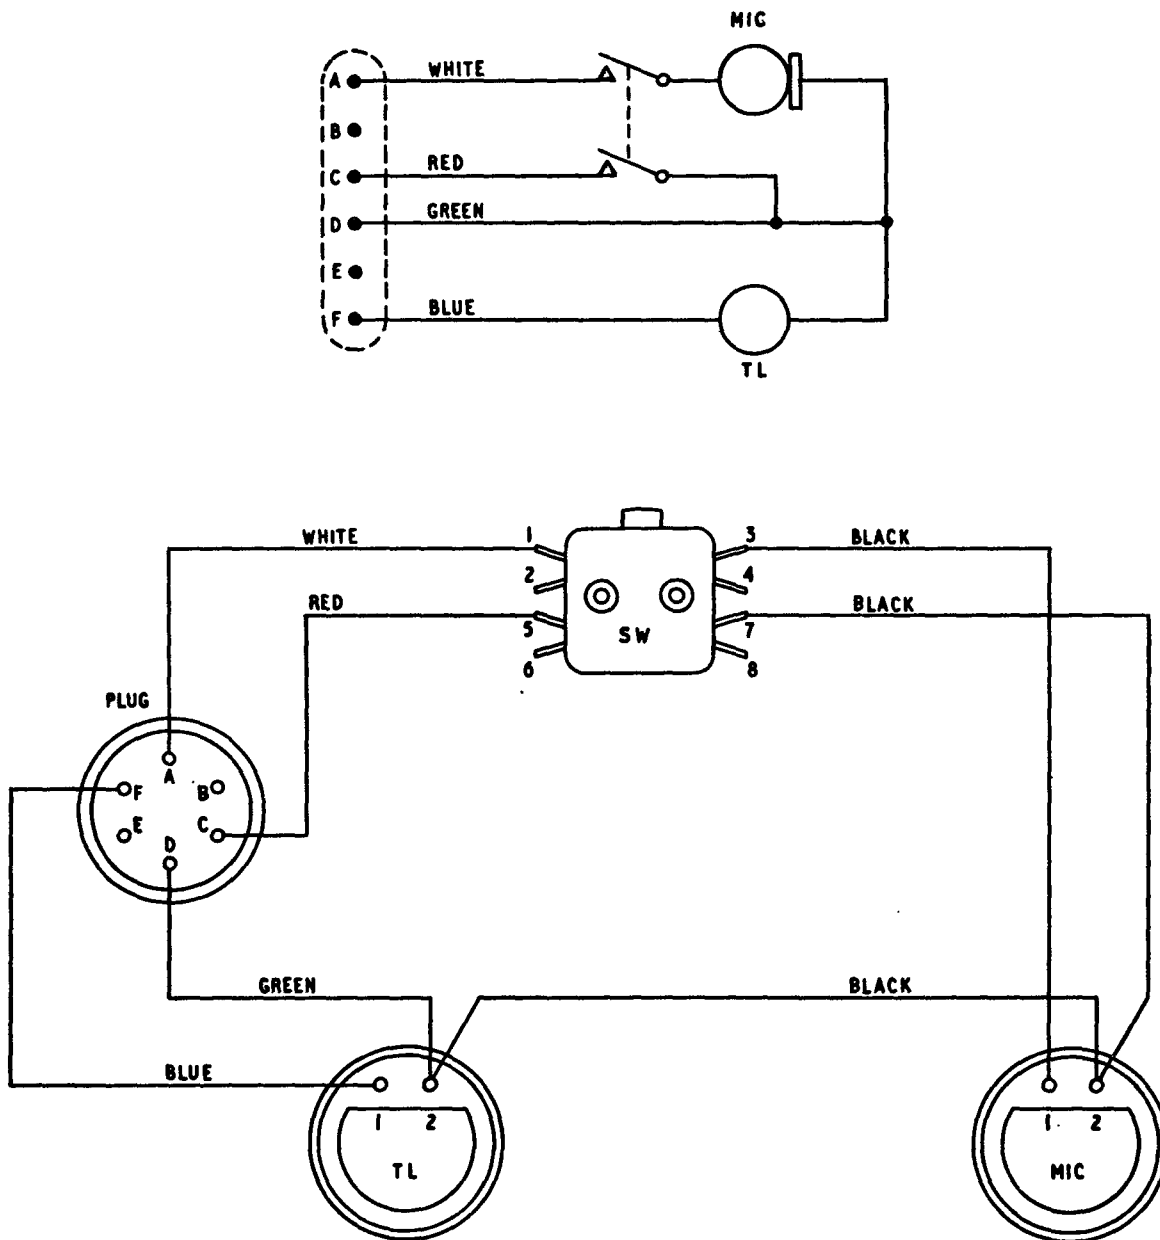 MIC
A WHITE
B
C RED
D GREEN
E
F BLUE
TL
WHITE 1 3 BLACK
2 4
RED 5 SW 7 BLACK
6 8
PLUG
A
F B
E C
D
GREEN BLACK
BLUE
1 2 1 2
TL MIC